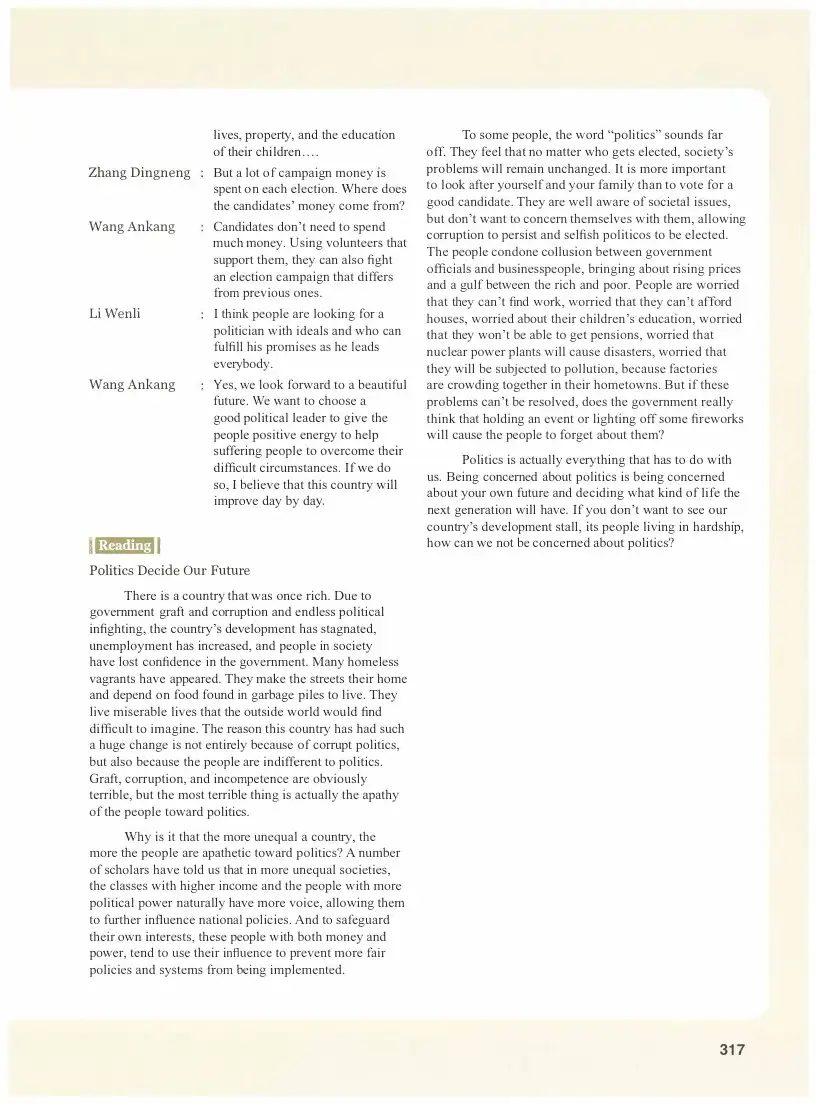 lives, property, and the education
of their children….
Zhang Dingneng : But a lot of campaign money is
spent on each election. Where does
the candidates’ money come from?
Wang Ankang : Candidates don’t need to spend
much money. Using volunteers that
support them, they can also fight
an election campaign that differs
from previous ones.
Li Wenli : I think people are looking for a
politician with ideals and who can
fulfill his promises as he leads
everybody.
Wang Ankang : Yes, we look forward to a beautiful
future. We want to choose a
good political leader to give the
people positive energy to help
suffering people to overcome their
difficult circumstances. If we do
so, I believe that this country will
improve day by day.
Reading
Politics Decide Our Future
There is a country that was once rich. Due to
government graft and corruption and endless political
infighting, the country’s development has stagnated,
unemployment has increased, and people in society
have lost confidence in the government. Many homeless
vagrants have appeared. They make the streets their home
and depend on food found in garbage piles to live. They
live miserable lives that the outside world would find
difficult to imagine. The reason this country has had such
a huge change is not entirely because of corrupt politics,
but also because the people are indifferent to politics.
Graft, corruption, and incompetence are obviously
terrible, but the most terrible thing is actually the apathy
of the people toward politics.
Why is it that the more unequal a country, the
more the people are apathetic toward politics? A number
of scholars have told us that in more unequal societies,
the classes with higher income and the people with more
political power naturally have more voice, allowing them
to further influence national policies. And to safeguard
their own interests, these people with both money and
power, tend to use their influence to prevent more fair
policies and systems from being implemented.
To some people, the word “politics” sounds far
off. They feel that no matter who gets elected, society’s
problems will remain unchanged. It is more important
to look after yourself and your family than to vote for a
good candidate. They are well aware of societal issues,
but don’t want to concern themselves with them, allowing
corruption to persist and selfish politicos to be elected.
The people condone collusion between government
officials and businesspeople, bringing about rising prices
and a gulf between the rich and poor. People are worried
that they can’t find work, worried that they can’t afford
houses, worried about their children’s education, worried
that they won’t be able to get pensions, worried that
nuclear power plants will cause disasters, worried that
they will be subjected to pollution, because factories
are crowding together in their hometowns. But if these
problems can’t be resolved, does the government really
think that holding an event or lighting off some fireworks
will cause the people to forget about them?
Politics is actually everything that has to do with
us. Being concerned about politics is being concerned
about your own future and deciding what kind of life the
next generation will have. If you don’t want to see our
country’s development stall, its people living in hardship,
how can we not be concerned about politics?
317